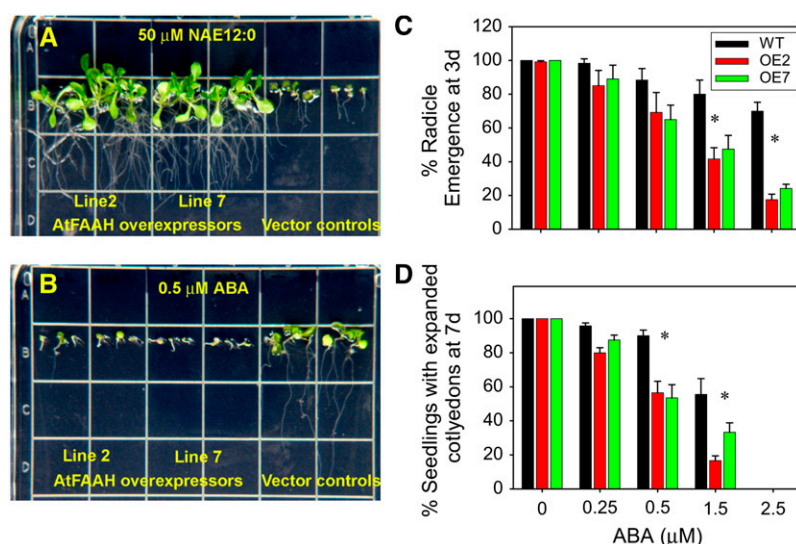 A
50 µM NAE12:0
A
B
C
D
Line2
Line 7
AtFAAH overexpressors
Vector controls
B
0.5 µM ABA
A
B
C
D
Line 2
Line 7
AtFAAH overexpressors
Vector controls
C
WT
OE2
OE7
% Radicle
Emergence at 3d
100
80
60
40
20
0
*
*
D
% Seedlings with expanded
cotlyedons at 7d
100
80
60
40
20
0
*
*
0
0.25
0.5
1.5
2.5
ABA (µM)